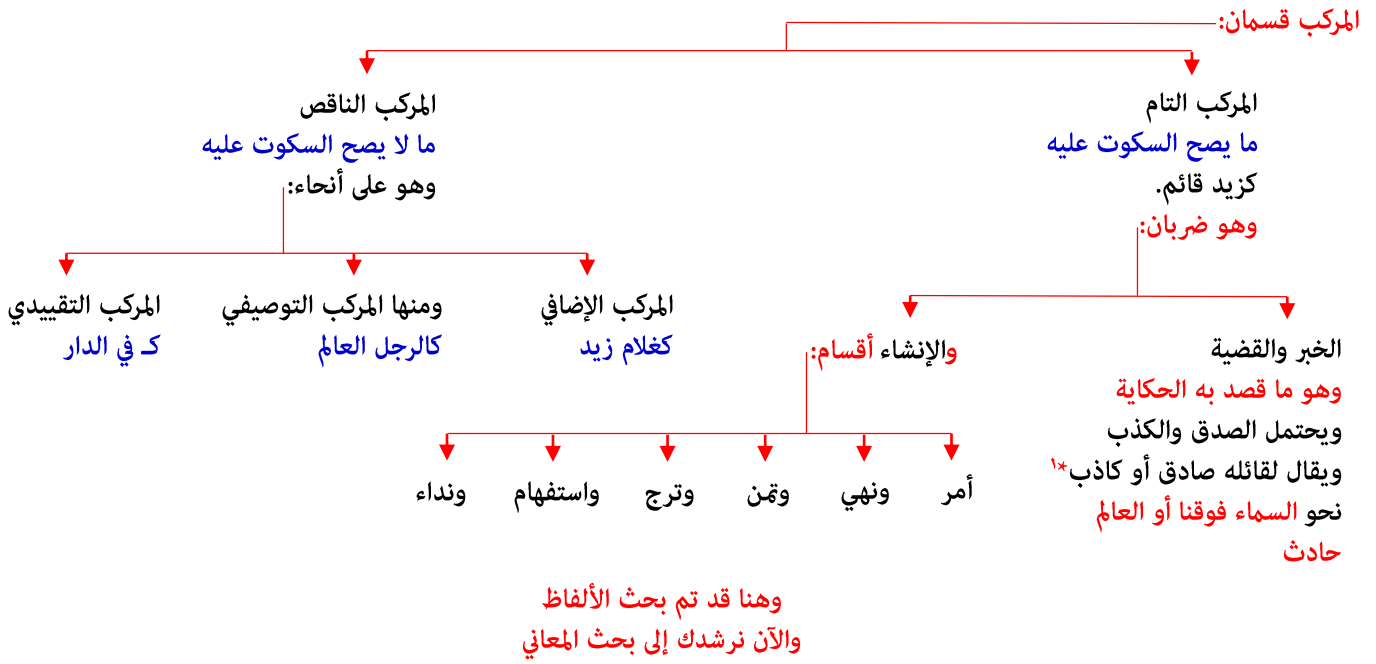 المركب قسمان:
المركب التام
ما يصح السكوت عليه
كزيد قائم.
وهو ضربان:
الخبر والقضية
وهو ما قصد به الحكاية
ويحتمل الصدق والكذب
ويقال لقائله صادق أو كاذب*١
نحو السماء فوقنا أو العالم
حادث
والإنشاء أقسام:
أمر
ونهي
وتمن
وترج
واستفهام
ونداء
المركب الناقص
ما لا يصح السكوت عليه
وهو على أنحاء:
المركب الإضافي
كغلام زيد
ومنها المركب التوصيفي
كالرجل العالم
المركب التقييدي
كـ في الدار
وهنا قد تم بحث الألفاظ
والآن نرشدك إلى بحث المعاني